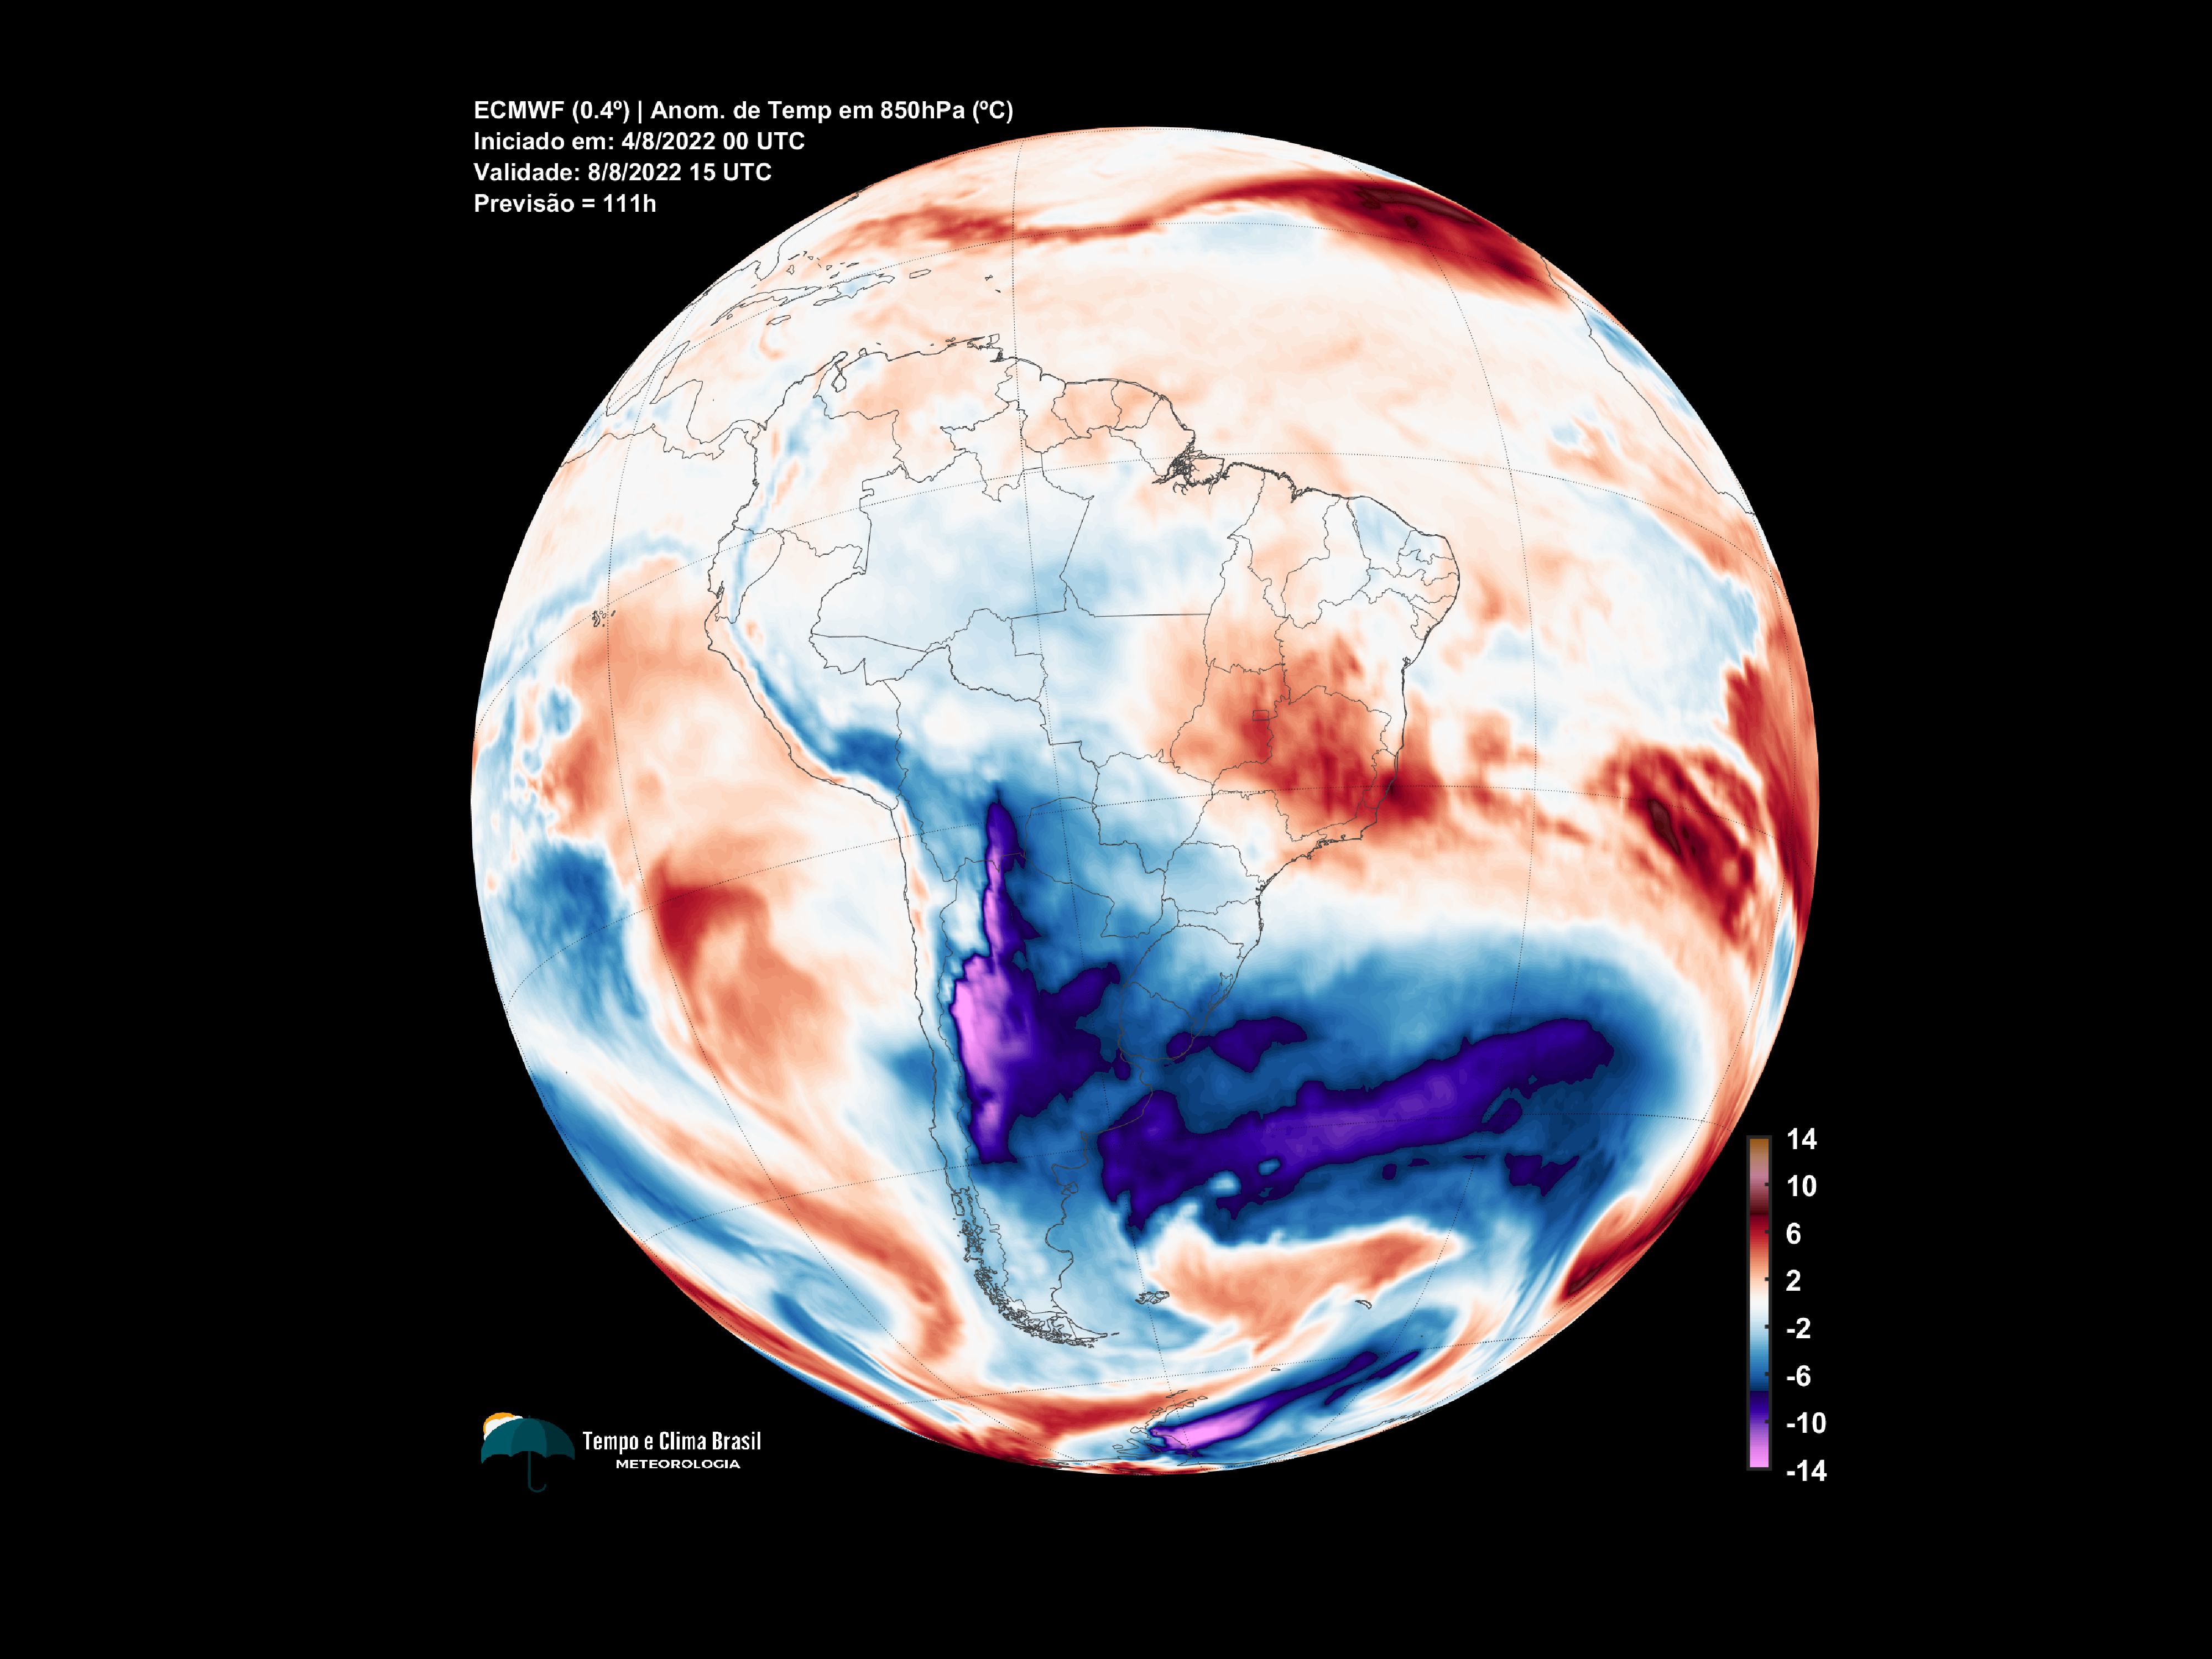 ECMWF (0.4º) | Anom. de Temp em 850hPa (ºC)
Iniciado em: 4/8/2022 00 UTC
Validade: 8/8/2022 15 UTC
Previsão = 111h
14
10
6
2
-2
-6
-10
-14
Tempo e Clima Brasil
METEOROLOGIA